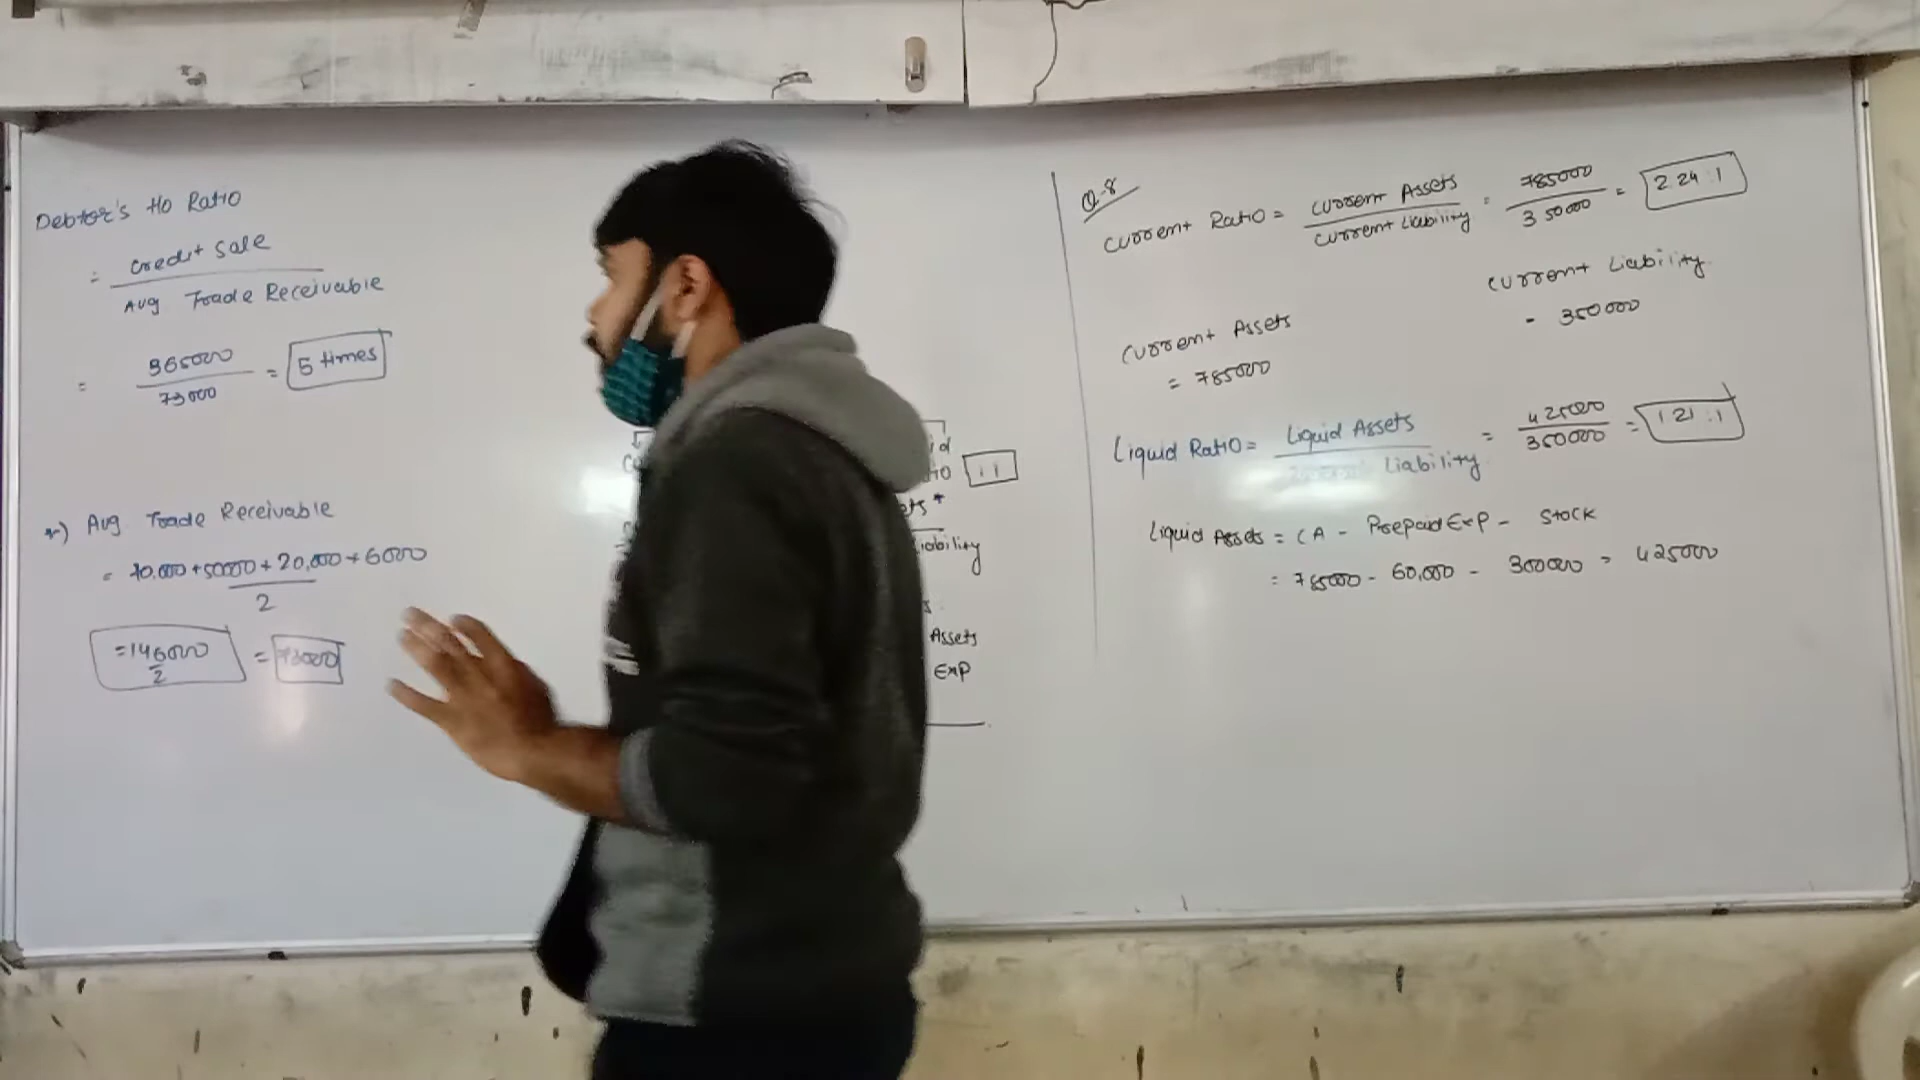 Debtor's t/o Ratio
= Credit Sale
Avg Trade Receivable
= 365000
73000
= 5 times
*) Avg. Trade Receivable
= 70,000 + 50000 + 20,000 + 6000
2
= 146000
2
= 73000
1:1
iability
Assets
Exp
Q-8
Current Ratio = Current Assets
Current Liability
= 785000
350000
= 2.24:1
Current Liability
= 350000
Current Assets
= 785000
Liquid Ratio = Liquid Assets
Liability
= 425000
350000
= 1.21:1
Liquid Assets = CA - Prepaid Exp - Stock
= 785000 - 60,000 - 300000 = 425000